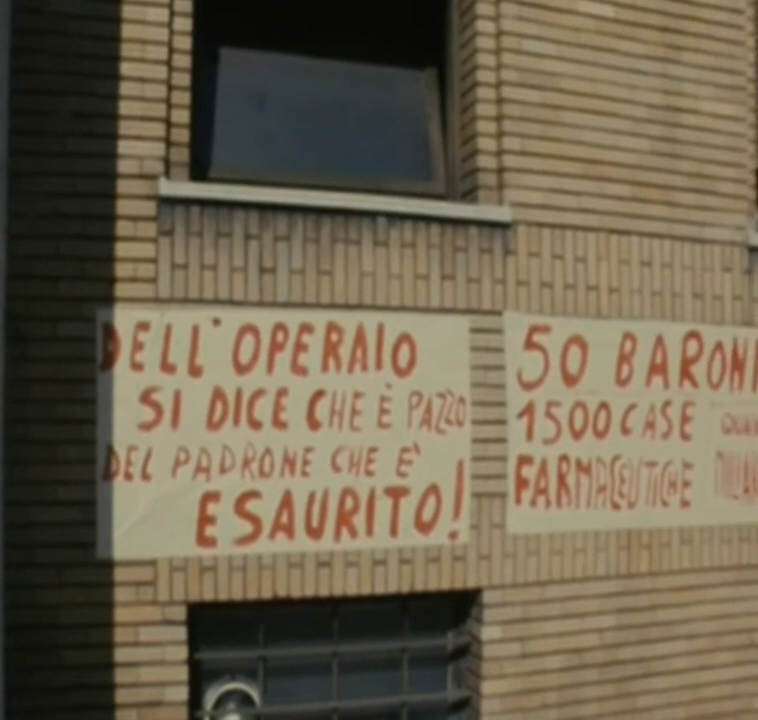 DELL'OPERAIO
SI DICE CHE È PAZZO
DEL PADRONE CHE E'
ESAURITO!
50 BARONI
1500 CASE
FARMACEUTICHE